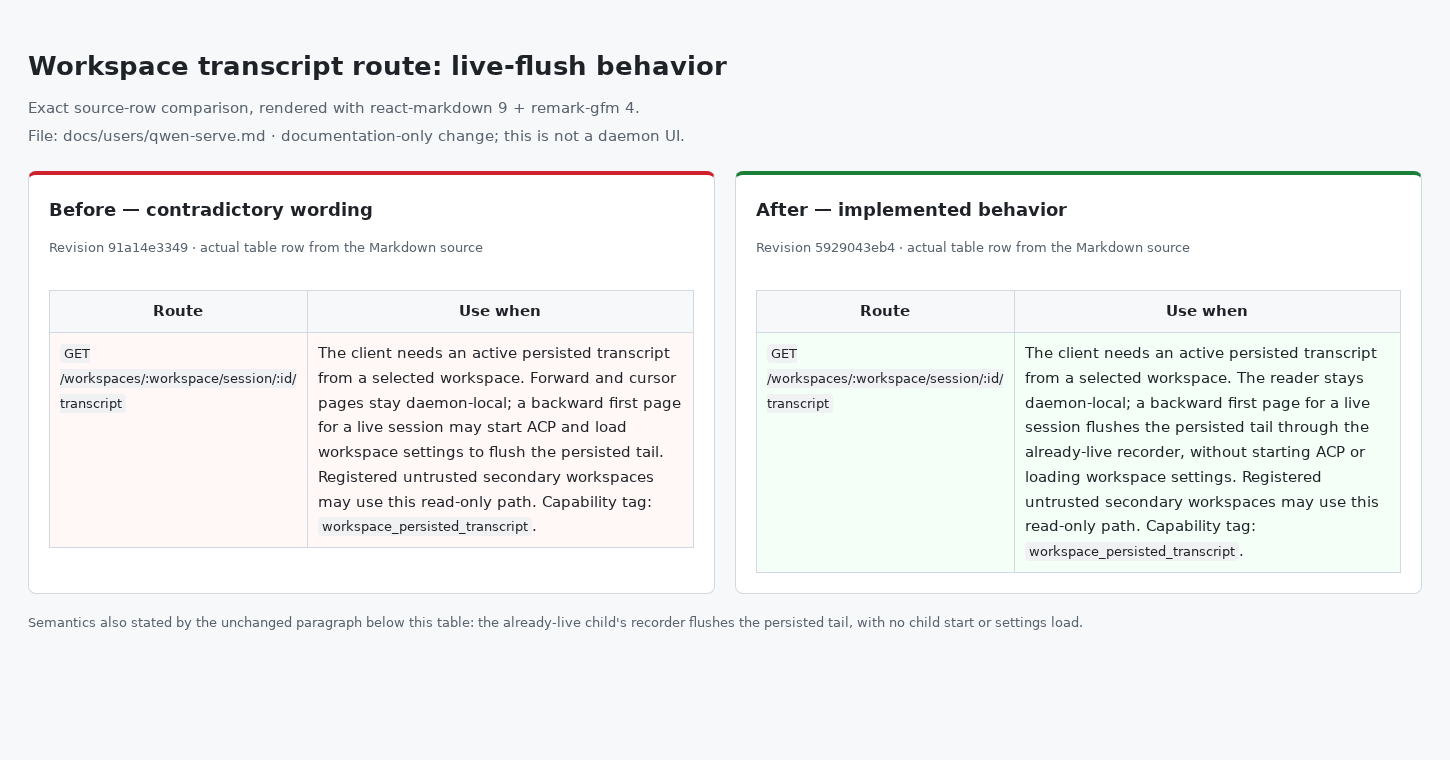 Workspace transcript route: live-flush behavior
Exact source-row comparison, rendered with react-markdown 9 + remark-gfm 4.
File: docs/users/qwen-serve.md · documentation-only change; this is not a daemon UI.
Before — contradictory wording
Revision 91a14e3349 · actual table row from the Markdown source
Route
Use when
GET
/workspaces/:workspace/session/:id/
transcript
The client needs an active persisted transcript
from a selected workspace. Forward and cursor
pages stay daemon-local; a backward first page
for a live session may start ACP and load
workspace settings to flush the persisted tail.
Registered untrusted secondary workspaces
may use this read-only path. Capability tag:
workspace_persisted_transcript.
After — implemented behavior
Revision 5929043eb4 · actual table row from the Markdown source
Route
Use when
GET
/workspaces/:workspace/session/:id/
transcript
The client needs an active persisted transcript
from a selected workspace. The reader stays
daemon-local; a backward first page for a live
session flushes the persisted tail through the
already-live recorder, without starting ACP or
loading workspace settings. Registered
untrusted secondary workspaces may use this
read-only path. Capability tag:
workspace_persisted_transcript.
Semantics also stated by the unchanged paragraph below this table: the already-live child's recorder flushes the persisted tail, with no child start or settings load.